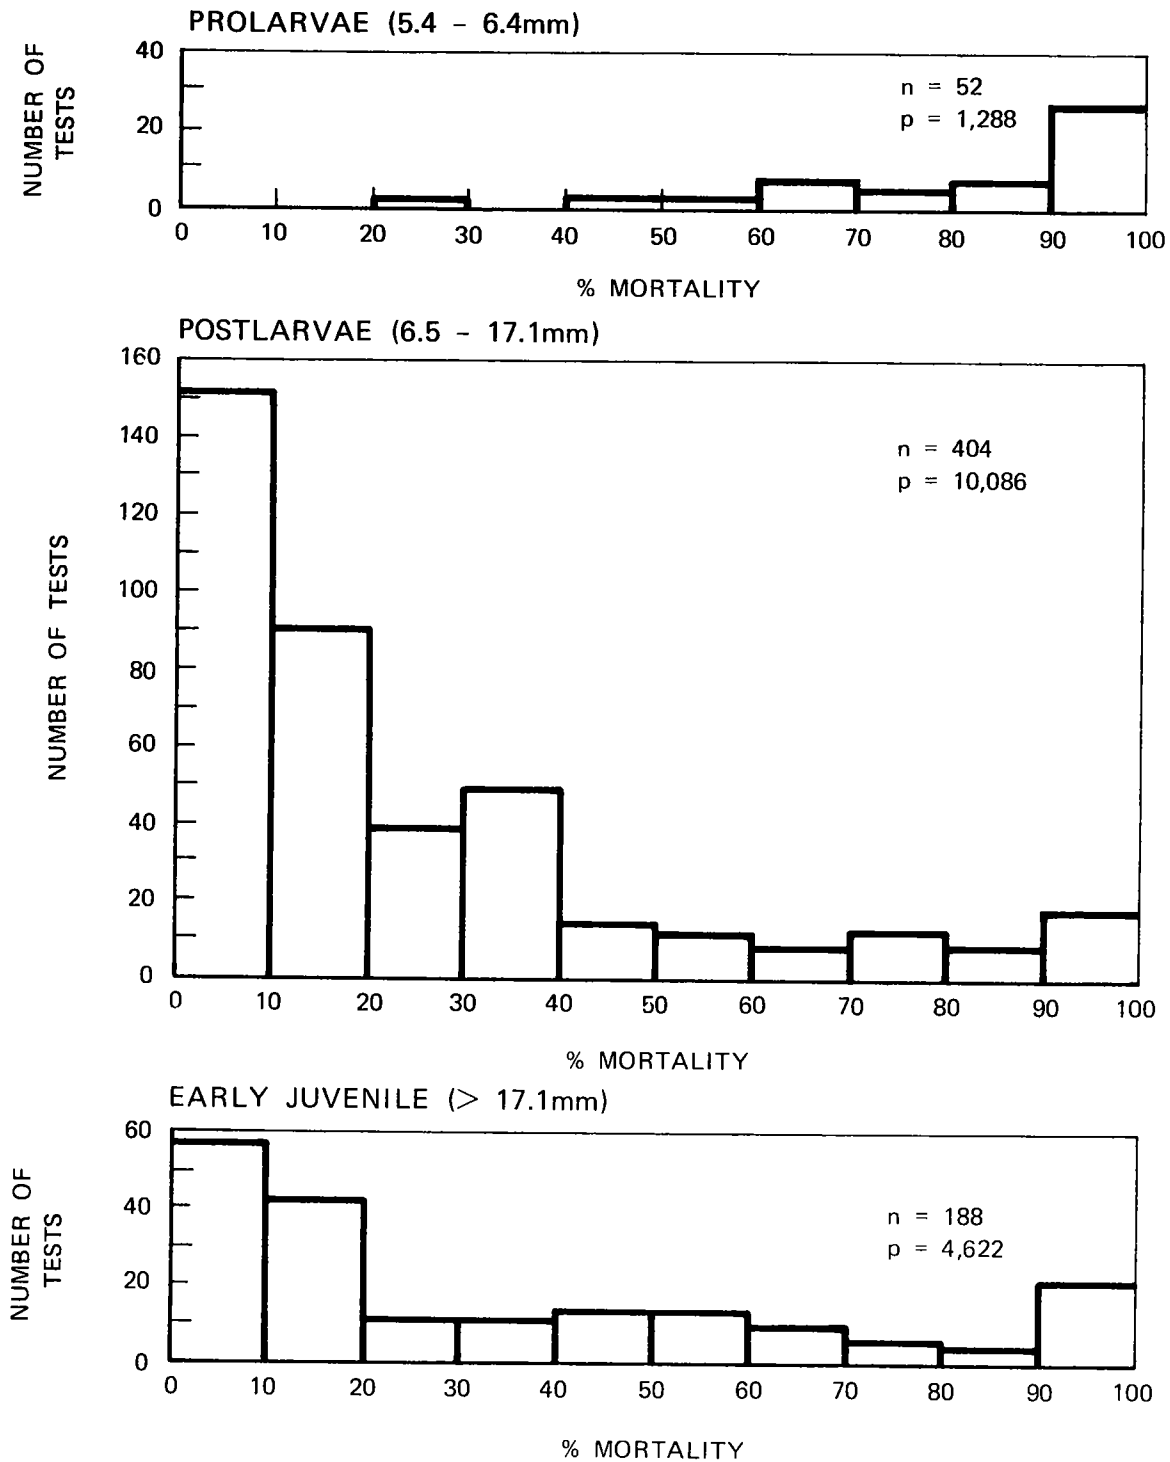 PROLARVAE (5.4 – 6.4mm)
NUMBER OF
TESTS
40
20
0
n = 52
p = 1,288
0 10 20 30 40 50 60 70 80 90 100
% MORTALITY
POSTLARVAE (6.5 – 17.1mm)
NUMBER OF TESTS
160
140
120
100
80
60
40
20
0
n = 404
p = 10,086
0 10 20 30 40 50 60 70 80 90 100
% MORTALITY
EARLY JUVENILE (> 17.1mm)
NUMBER OF
TESTS
60
40
20
0
n = 188
p = 4,622
0 10 20 30 40 50 60 70 80 90 100
% MORTALITY